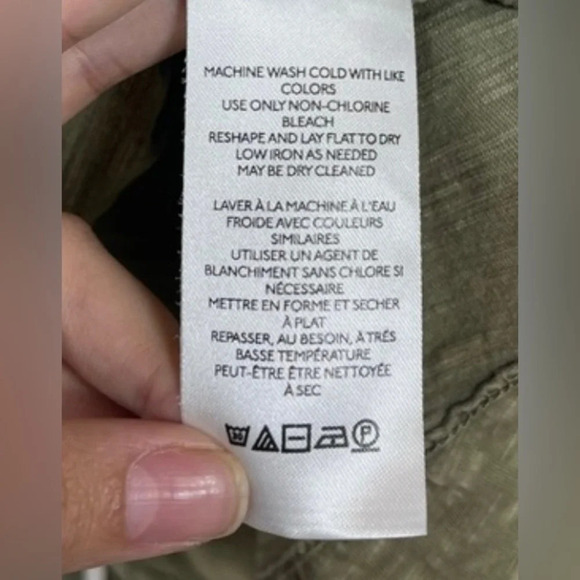 MACHINE WASH COLD WITH LIKE
COLORS
USE ONLY NON-CHLORINE
BLEACH
RESHAPE AND LAY FLAT TO DRY
LOW IRON AS NEEDED
MAY BE DRY CLEANED
LAVER À LA MACHINE À L'EAU
FROIDE AVEC COULEURS
SIMILAIRES
UTILISER UN AGENT DE
BLANCHIMENT SANS CHLORE SI
NÉCESSAIRE
METTRE EN FORME ET SECHER
À PLAT
REPASSER, AU BESOIN, À TRÉS
BASSE TEMPÉRATURE
PEUT-ÊTRE ÊTRE NETTOYÉE
À SEC
30
P